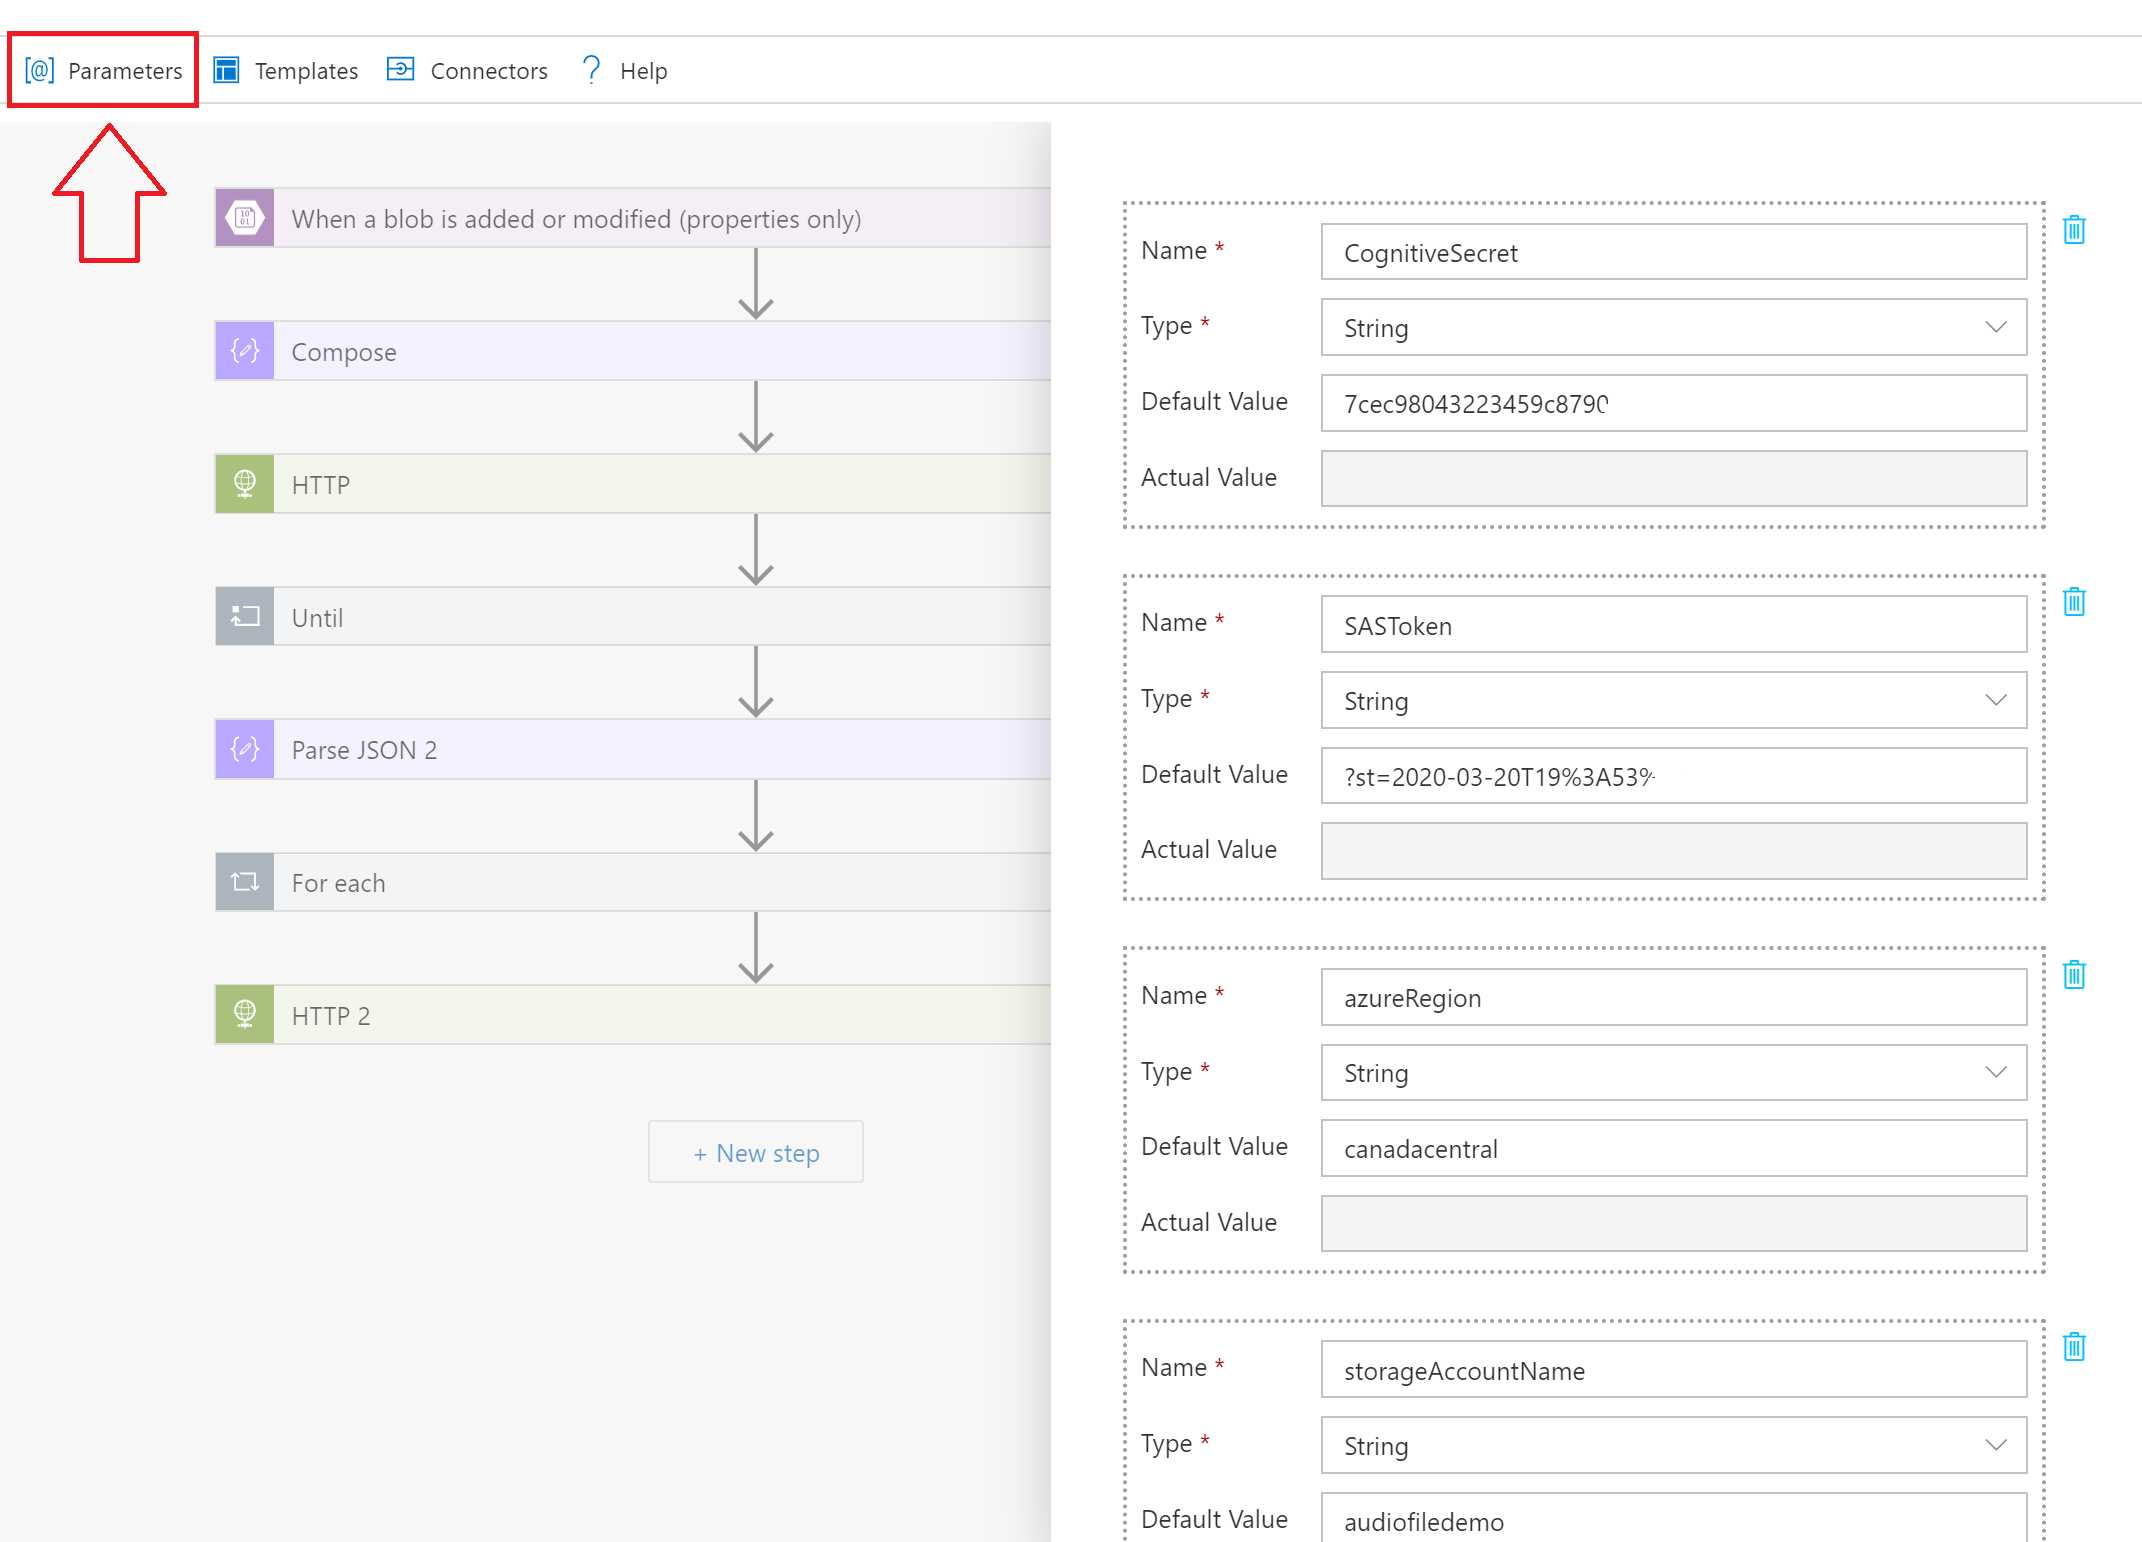 Parameters Templates Connectors Help
When a blob is added or modified (properties only)
Compose
HTTP
Until
Parse JSON 2
For each
HTTP 2
+ New step
Name * CognitiveSecret
Type * String
Default Value 7cec98043223459c8790
Actual Value
Name * SASToken
Type * String
Default Value ?st=2020-03-20T19%3A53%
Actual Value
Name * azureRegion
Type * String
Default Value canadacentral
Actual Value
Name * storageAccountName
Type * String
Default Value audiofiledemo